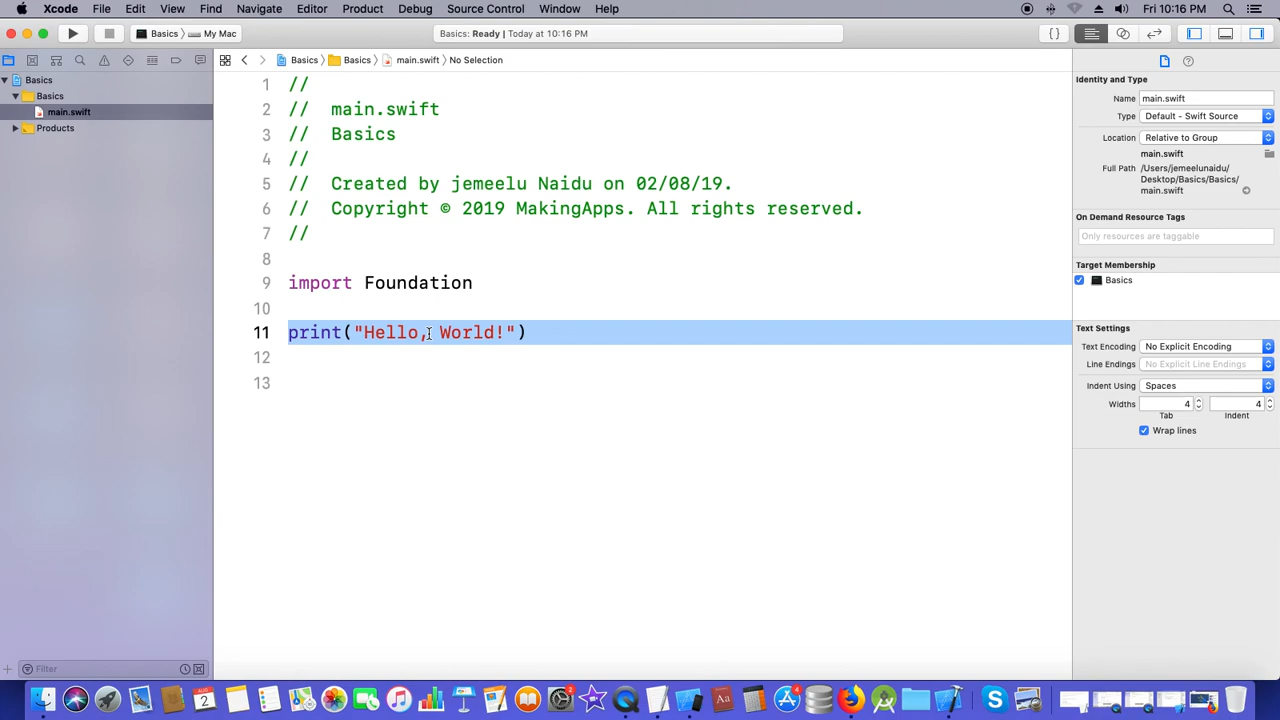 Xcode File Edit View Find Navigate Editor Product Debug Source Control Window Help Fri 10:16 PM
Basics My Mac Basics: Ready | Today at 10:16 PM { }
Basics
Basics
main.swift
Products
Filter
Basics Basics main.swift No Selection
1 //
2 // main.swift
3 // Basics
4 //
5 // Created by jemeelu Naidu on 02/08/19.
6 // Copyright © 2019 MakingApps. All rights reserved.
7 //
8
9 import Foundation
10
11 print("Hello, World!")
12
13
Identity and Type
Name main.swift
Type Default - Swift Source
Location Relative to Group
main.swift
Full Path /Users/jemeelunaidu/
Desktop/Basics/Basics/
main.swift
On Demand Resource Tags
Only resources are taggable
Target Membership
Basics
Text Settings
Text Encoding No Explicit Encoding
Line Endings No Explicit Line Endings
Indent Using Spaces
Widths 4 4
Tab Indent
Wrap lines
AUG
2
2
4